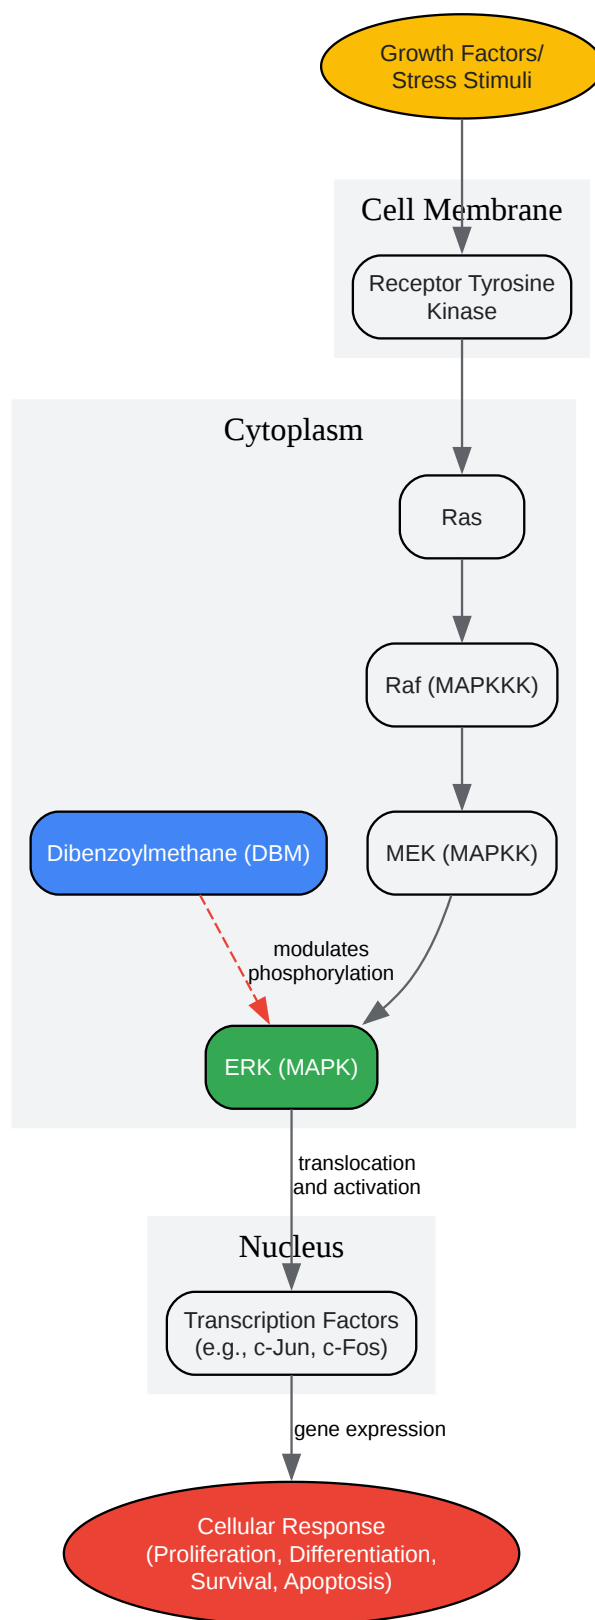 Growth Factors/
Stress Stimuli
Cell Membrane
Receptor Tyrosine
Kinase
Cytoplasm
Ras
Raf (MAPKKK)
Dibenzoylmethane (DBM)
MEK (MAPKK)
modulates
phosphorylation
ERK (MAPK)
translocation
and activation
Nucleus
Transcription Factors
(e.g., c-Jun, c-Fos)
gene expression
Cellular Response
(Proliferation, Differentiation,
Survival, Apoptosis)